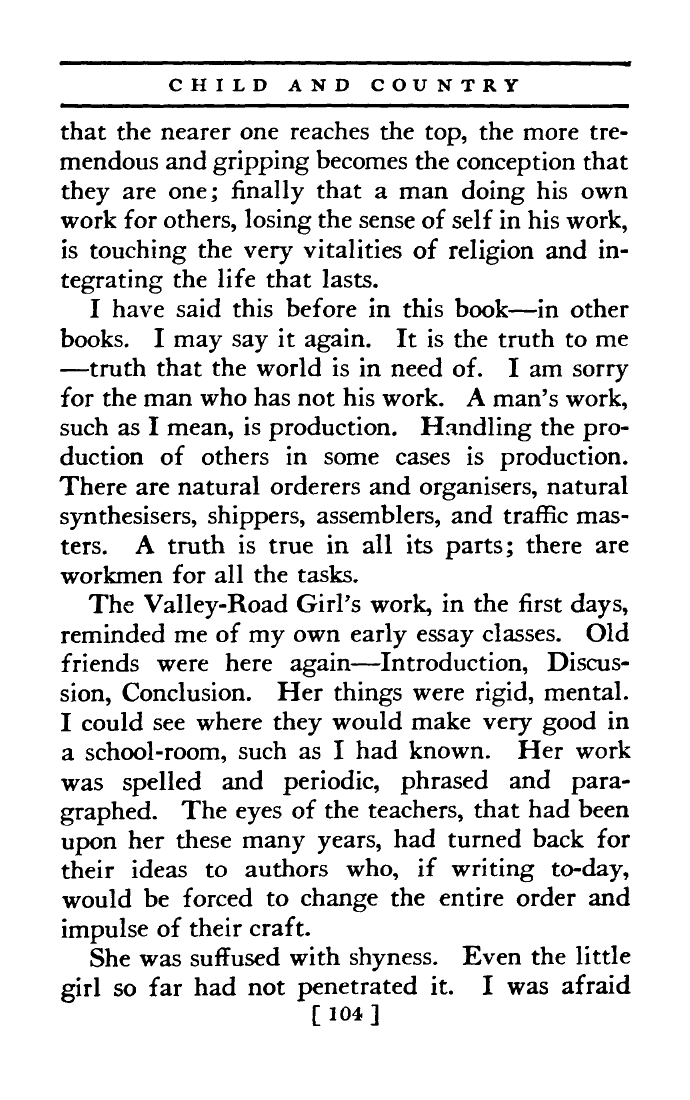 CHILD AND COUNTRY
that the nearer one reaches the top, the more tre-
mendous and gripping becomes the conception that
they are one; finally that a man doing his own
work for others, losing the sense of self in his work,
is touching the very vitalities of religion and in-
tegrating the life that lasts.
I have said this before in this book—in other
books. I may say it again. It is the truth to me
—truth that the world is in need of. I am sorry
for the man who has not his work. A man's work,
such as I mean, is production. Handling the pro-
duction of others in some cases is production.
There are natural orderers and organisers, natural
synthesisers, shippers, assemblers, and traffic mas-
ters. A truth is true in all its parts; there are
workmen for all the tasks.
The Valley-Road Girl's work, in the first days,
reminded me of my own early essay classes. Old
friends were here again—Introduction, Discus-
sion, Conclusion. Her things were rigid, mental.
I could see where they would make very good in
a school-room, such as I had known. Her work
was spelled and periodic, phrased and para-
graphed. The eyes of the teachers, that had been
upon her these many years, had turned back for
their ideas to authors who, if writing to-day,
would be forced to change the entire order and
impulse of their craft.
She was suffused with shyness. Even the little
girl so far had not penetrated it. I was afraid
[ 104 ]